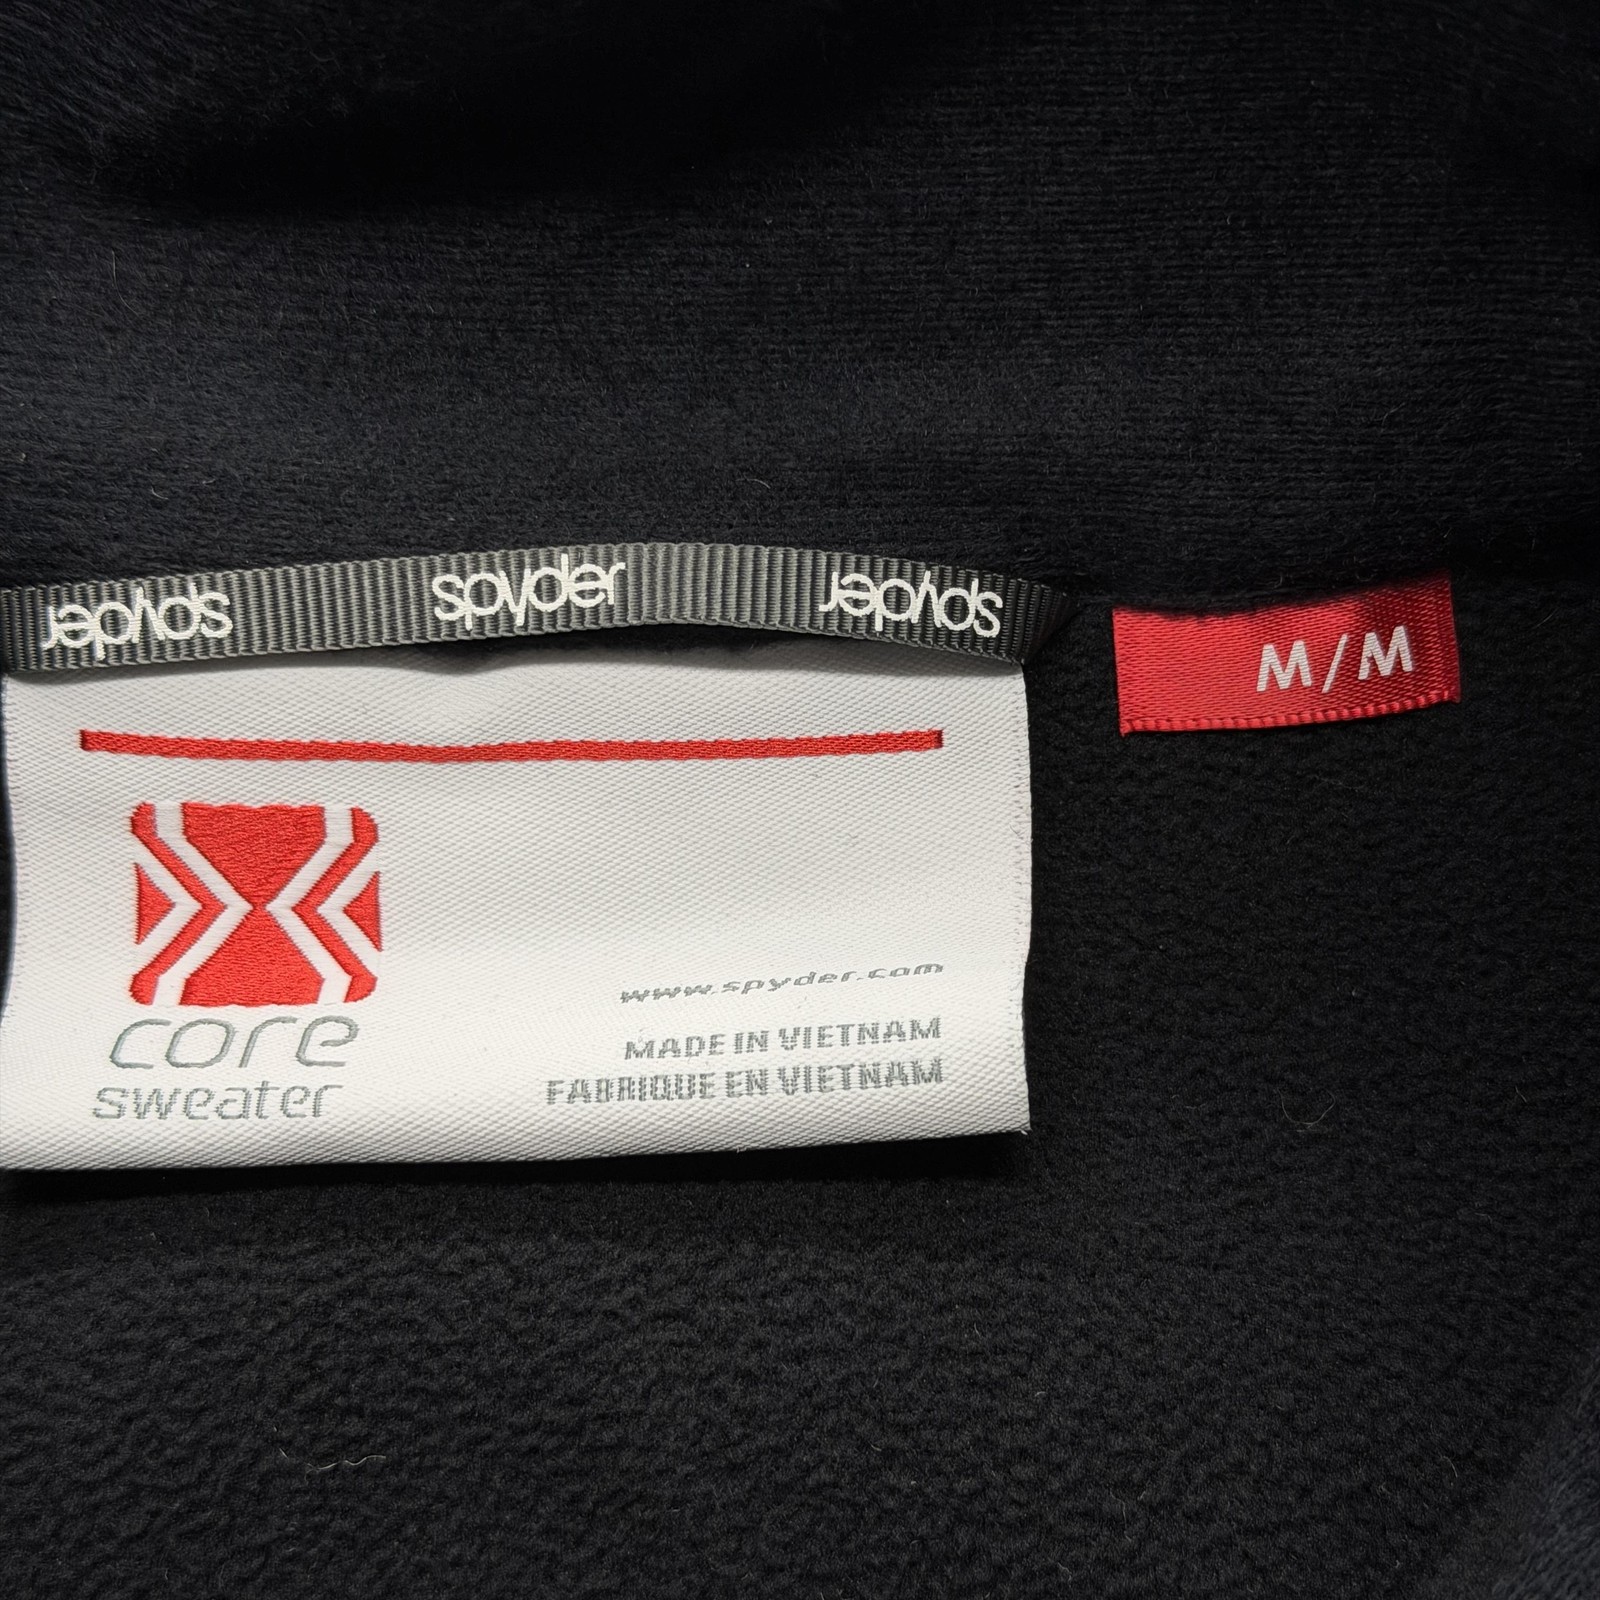 spyder spyder spyder
M/M
core
sweater
www.spyder.com
MADE IN VIETNAM
FABRIQUE EN VIETNAM